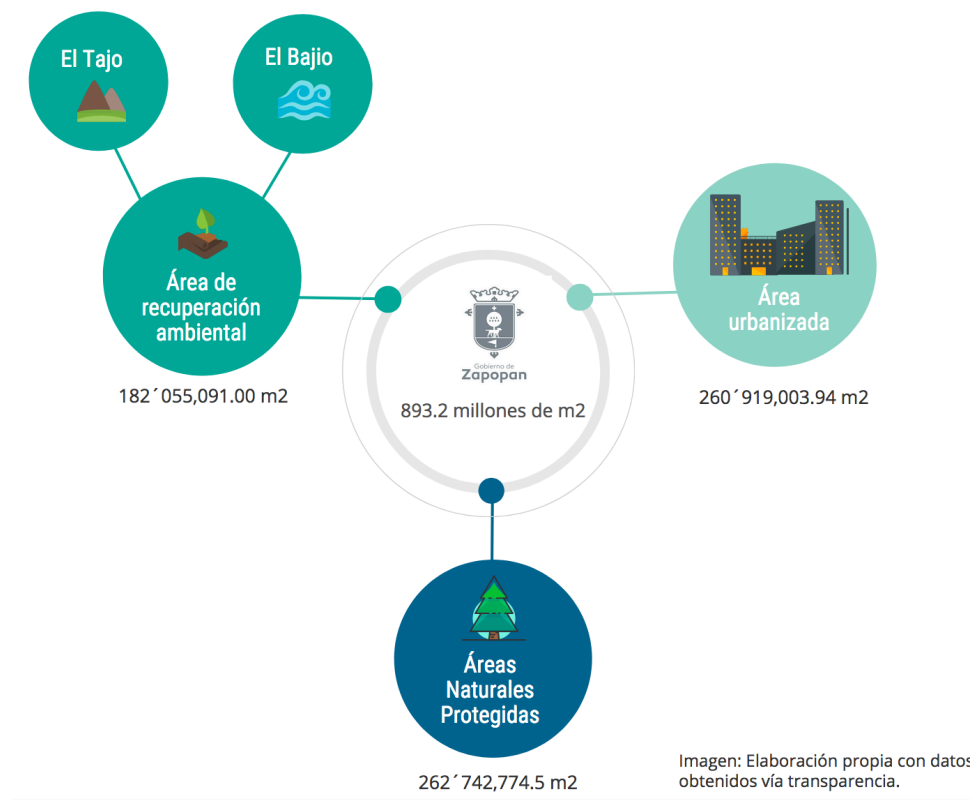 El Tajo
El Bajio
Área de
recuperación
ambiental
182´055,091.00 m2
Gobierno de
Zapopan
893.2 millones de m2
Área
urbanizada
260´919,003.94 m2
Áreas
Naturales
Protegidas
262´742,774.5 m2
Imagen: Elaboración propia con datos
obtenidos vía transparencia.